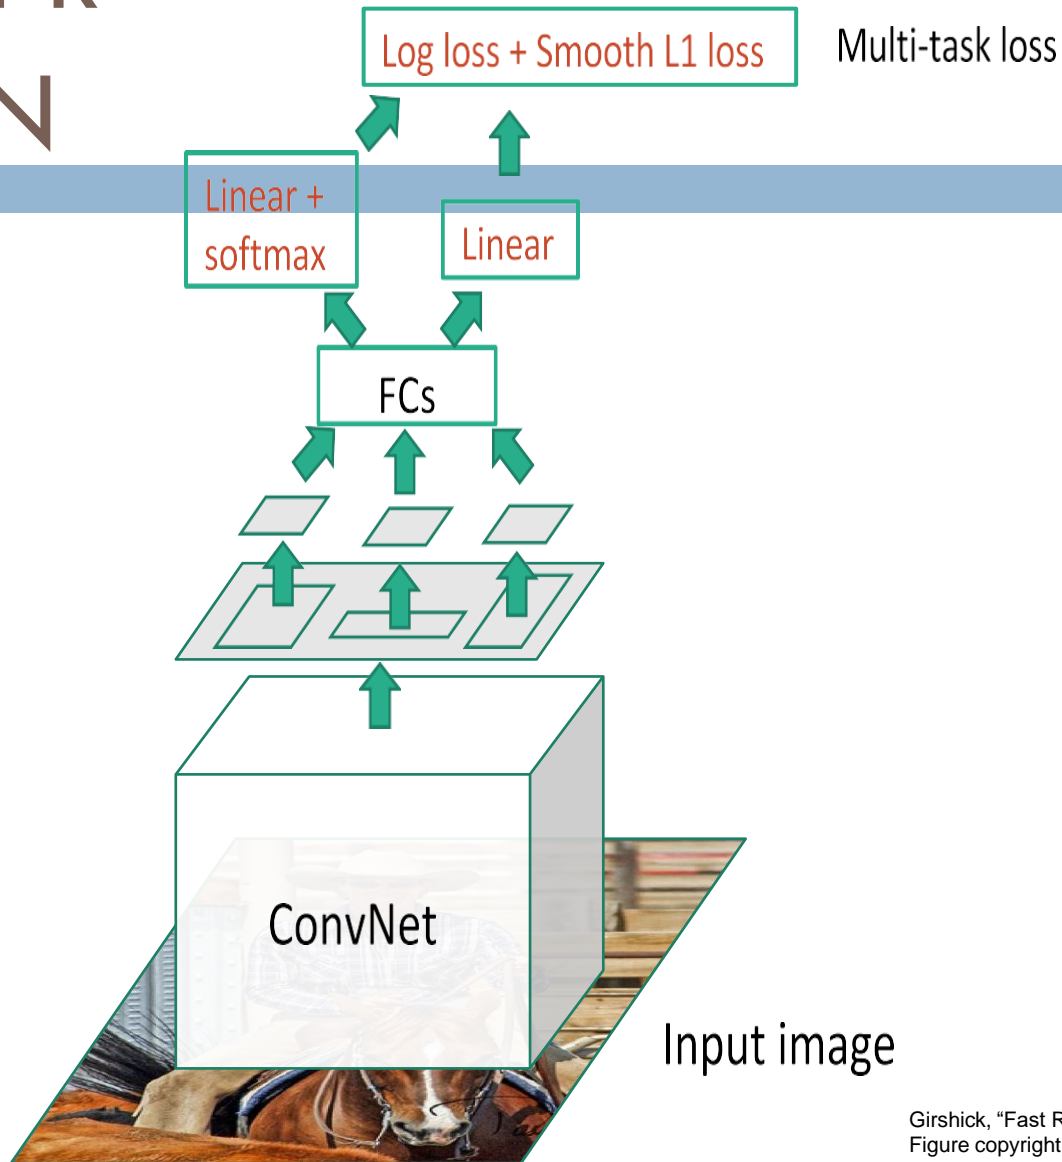 Log loss + Smooth L1 loss
Multi-task loss
Linear +
softmax
Linear
FCs
ConvNet
Input image
Girshick, “Fast
Figure copyright